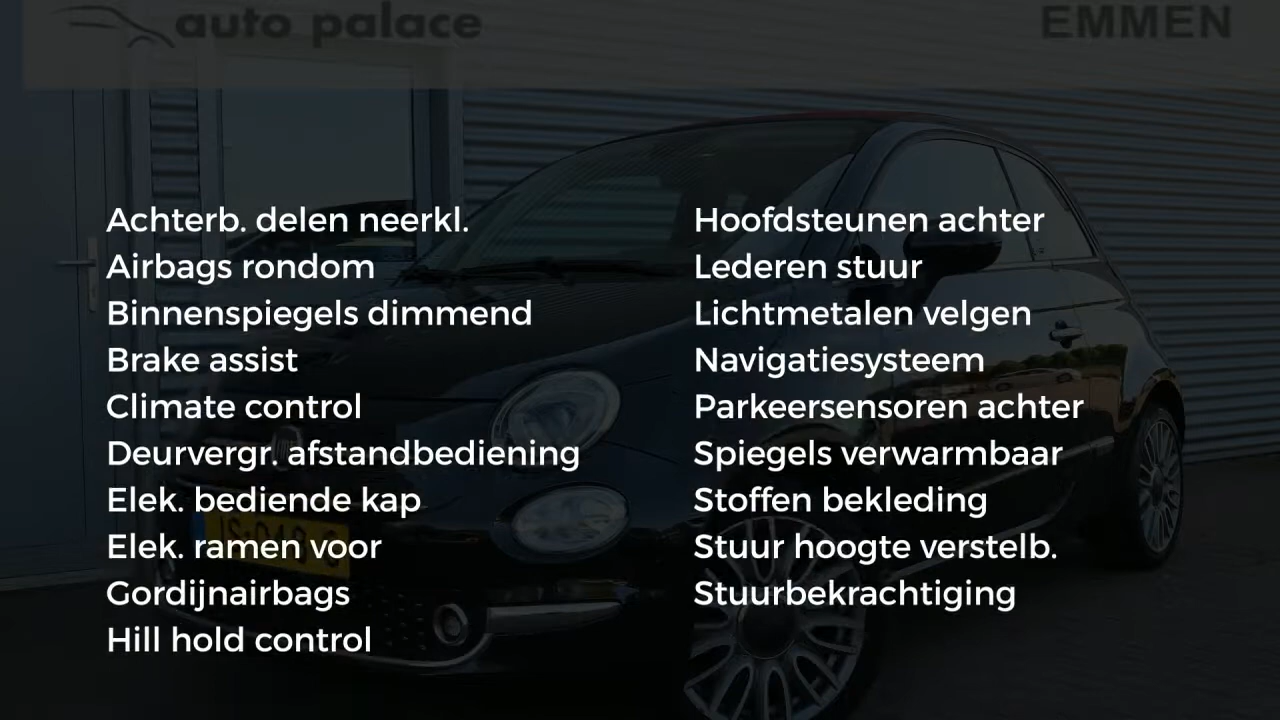 auto palace
EMMEN
Achterb. delen neerkl.
Airbags rondom
Binnenspiegels dimmend
Brake assist
Climate control
Deurvergr. afstandbediening
Elek. bediende kap
Elek. ramen voor
Gordijnairbags
Hill hold control
Hoofdsteunen achter
Lederen stuur
Lichtmetalen velgen
Navigatiesysteem
Parkeersensoren achter
Spiegels verwarmbaar
Stoffen bekleding
Stuur hoogte verstelb.
Stuurbekrachtiging